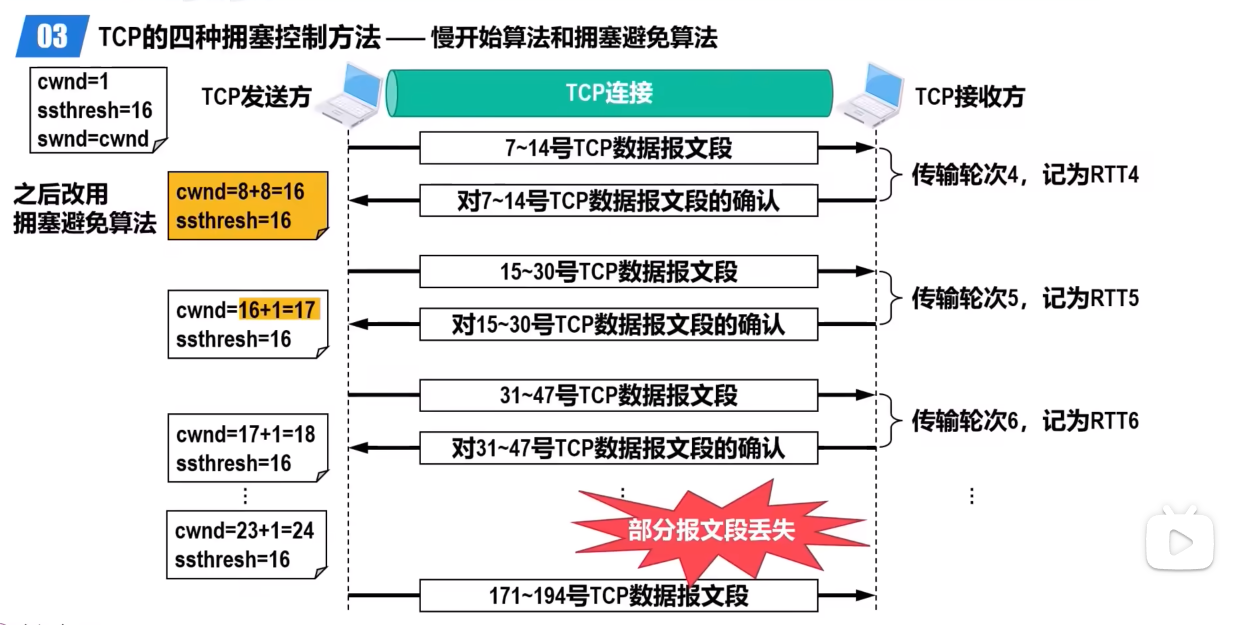 03 TCP的四种拥塞控制方法 —— 慢开始算法和拥塞避免算法
cwnd=1
ssthresh=16
swnd=cwnd
TCP发送方
TCP连接
TCP接收方
7~14号TCP数据报文段
传输轮次4，记为RTT4
之后改用
拥塞避免算法
cwnd=8+8=16
ssthresh=16
对7~14号TCP数据报文段的确认
15~30号TCP数据报文段
传输轮次5，记为RTT5
cwnd=16+1=17
ssthresh=16
对15~30号TCP数据报文段的确认
31~47号TCP数据报文段
传输轮次6，记为RTT6
cwnd=17+1=18
ssthresh=16
对31~47号TCP数据报文段的确认
⋮
⋮
⋮
部分报文段丢失
cwnd=23+1=24
ssthresh=16
171~194号TCP数据报文段